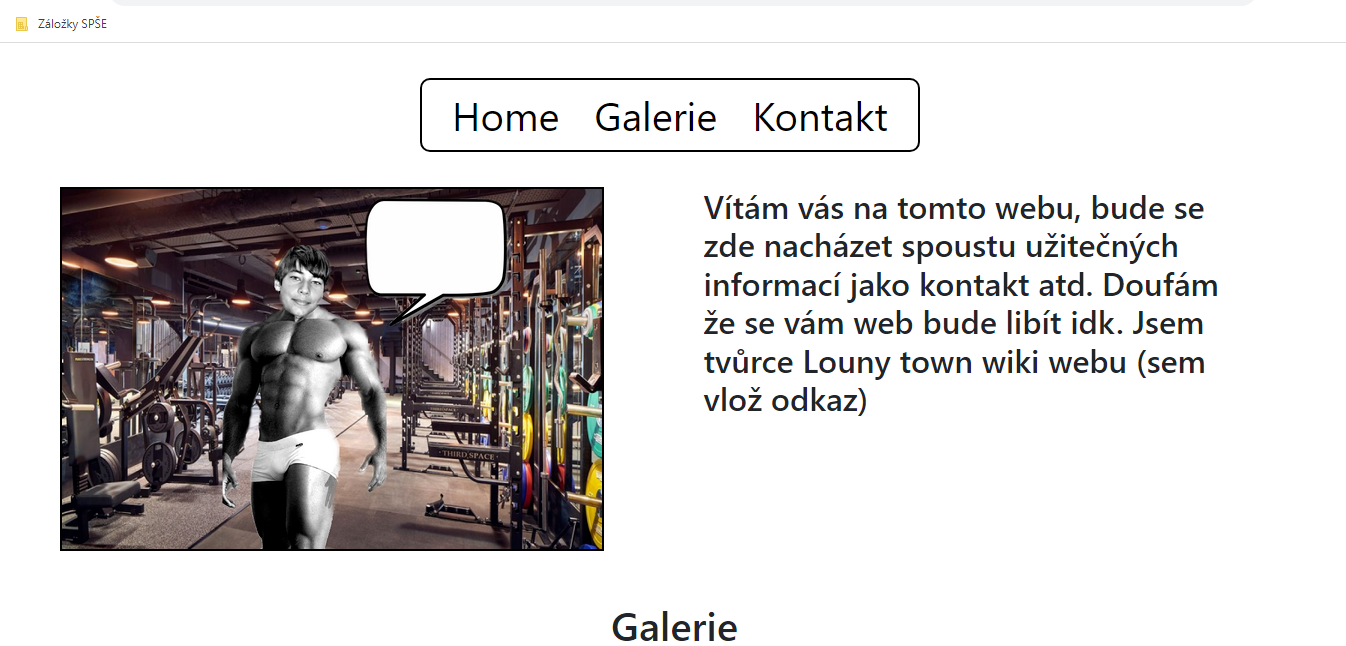 Záložky SPŠE
Home Galerie Kontakt
Vítám vás na tomto webu, bude se
zde nacházet spoustu užitečných
informací jako kontakt atd. Doufám
že se vám web bude libít idk. Jsem
tvůrce Louny town wiki webu (sem
vlož odkaz)
THIRD SPACE
Galerie